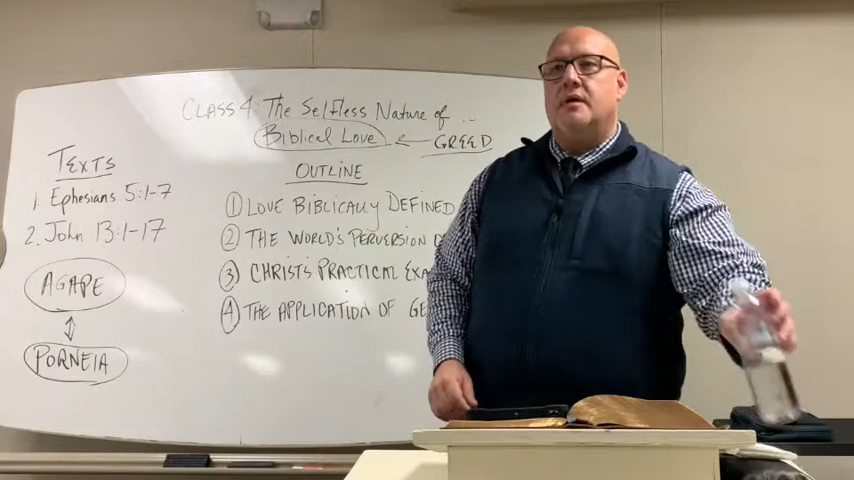 CLASS 4: The Selfless Nature of...
Biblical Love ← GREED
TEXTS
1. Ephesians 5:1-7
2. John 13:1-17
AGAPE
PORNEIA
OUTLINE
① LOVE BIBLICALLY DEFINED
② THE WORLD'S PERVERSION
③ CHRIST'S PRACTICAL
④ THE APPLICATION OF